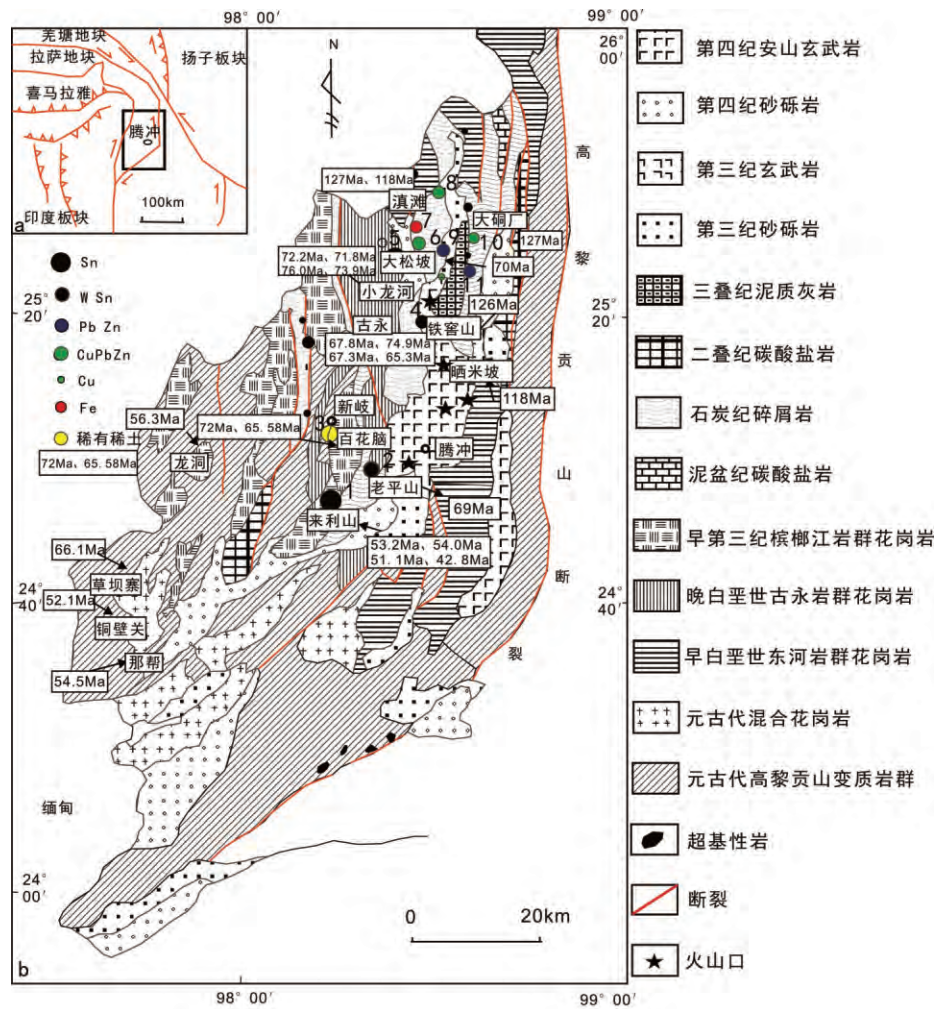 98° 00′
99° 00′
羌塘地块
拉萨地块
扬子板块
喜马拉雅
腾冲
印度板块
100km
a
N
26°
00′
高
黎
贡
山
断
裂
127Ma、118Ma
8
滇滩
7
大硐厂
5
6
9
10
127Ma
72.2Ma、71.8Ma
76.0Ma、73.9Ma
大松坡
70Ma
1
小龙河
126Ma
4
25°
20′
25°
20′
古永
铁窑山
67.8Ma、74.9Ma
67.3Ma、65.3Ma
晒米坡
118Ma
56.3Ma
新岐
72Ma、65.58Ma
3
百花脑
腾冲
72Ma、65.58Ma
龙洞
2
老平山
1
69Ma
来利山
53.2Ma、54.0Ma
51.1Ma、42.8Ma
66.1Ma
草坝寨
52.1Ma
铜壁关
24°
40′
24°
40′
那帮
54.5Ma
缅甸
24°
00′
0
20km
b
98° 00′
99° 00′
Sn
W Sn
Pb Zn
CuPbZn
Cu
Fe
稀有稀土
第四纪安山玄武岩
第四纪砂砾岩
第三纪玄武岩
第三纪砂砾岩
三叠纪泥质灰岩
二叠纪碳酸盐岩
石炭纪碎屑岩
泥盆纪碳酸盐岩
早第三纪槟榔江岩群花岗岩
晚白垩世古永岩群花岗岩
早白垩世东河岩群花岗岩
元古代混合花岗岩
元古代高黎贡山变质岩群
超基性岩
断裂
火山口